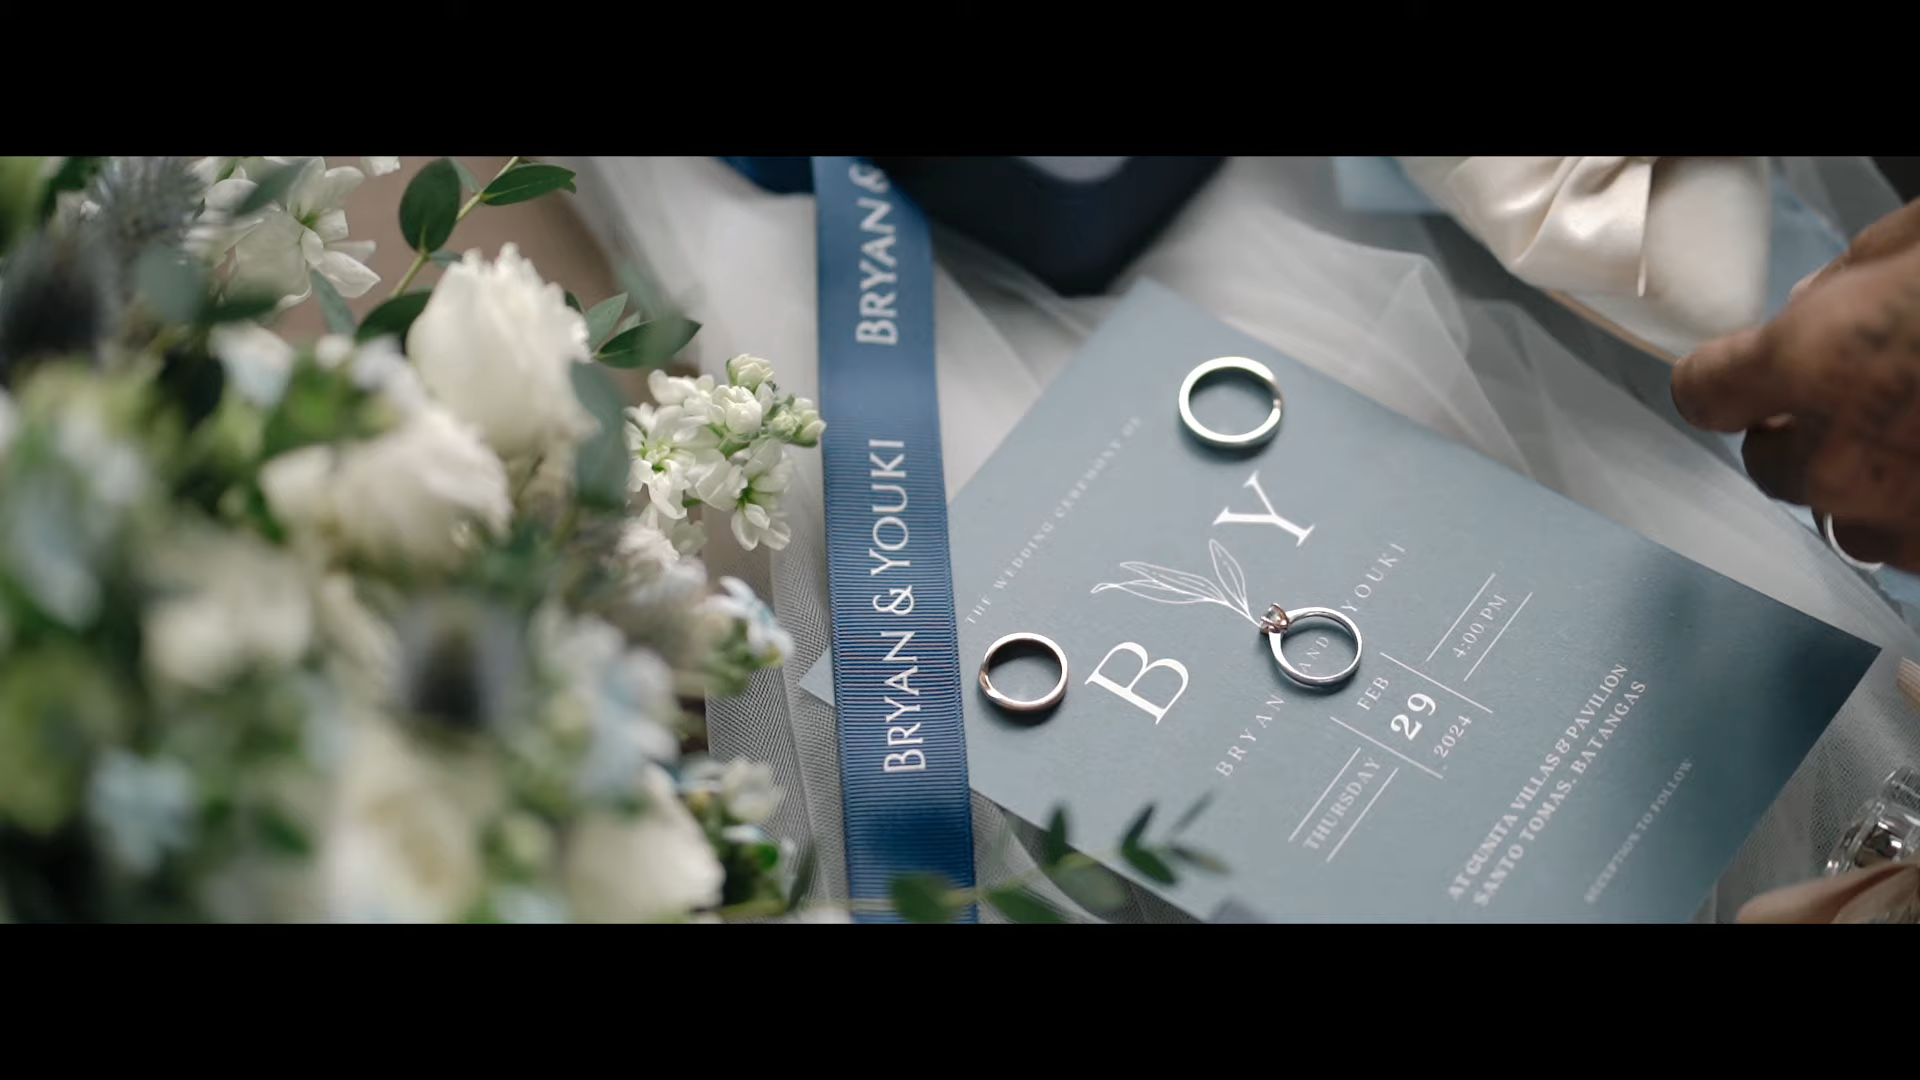 BRYAN &
BRYAN & YOUKI
THE WEDDING CEREMONY OF
B Y
BRYAN AND YOUKI
THURSDAY
FEB
29
2024
4:00 PM
AT CUNITA VILLAS & PAVILION
SANTO TOMAS, BATANGAS
RECEPTION TO FOLLOW